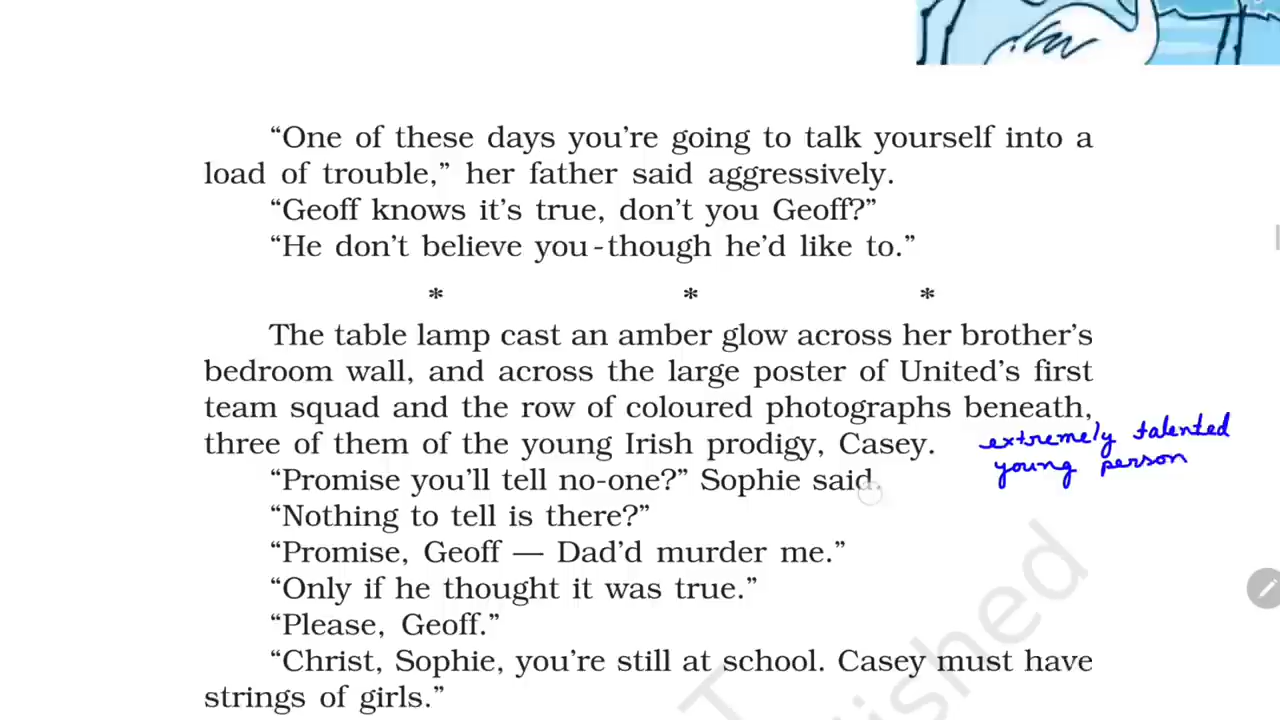 “One of these days you’re going to talk yourself into a
load of trouble,” her father said aggressively.
“Geoff knows it’s true, don’t you Geoff?”
“He don’t believe you-though he’d like to.”
* * *
The table lamp cast an amber glow across her brother’s
bedroom wall, and across the large poster of United’s first
team squad and the row of coloured photographs beneath,
three of them of the young Irish prodigy, Casey.
extremely talented
young person
“Promise you’ll tell no-one?” Sophie said.
“Nothing to tell is there?”
“Promise, Geoff — Dad’d murder me.”
“Only if he thought it was true.”
“Please, Geoff.”
“Christ, Sophie, you’re still at school. Casey must have
strings of girls.”